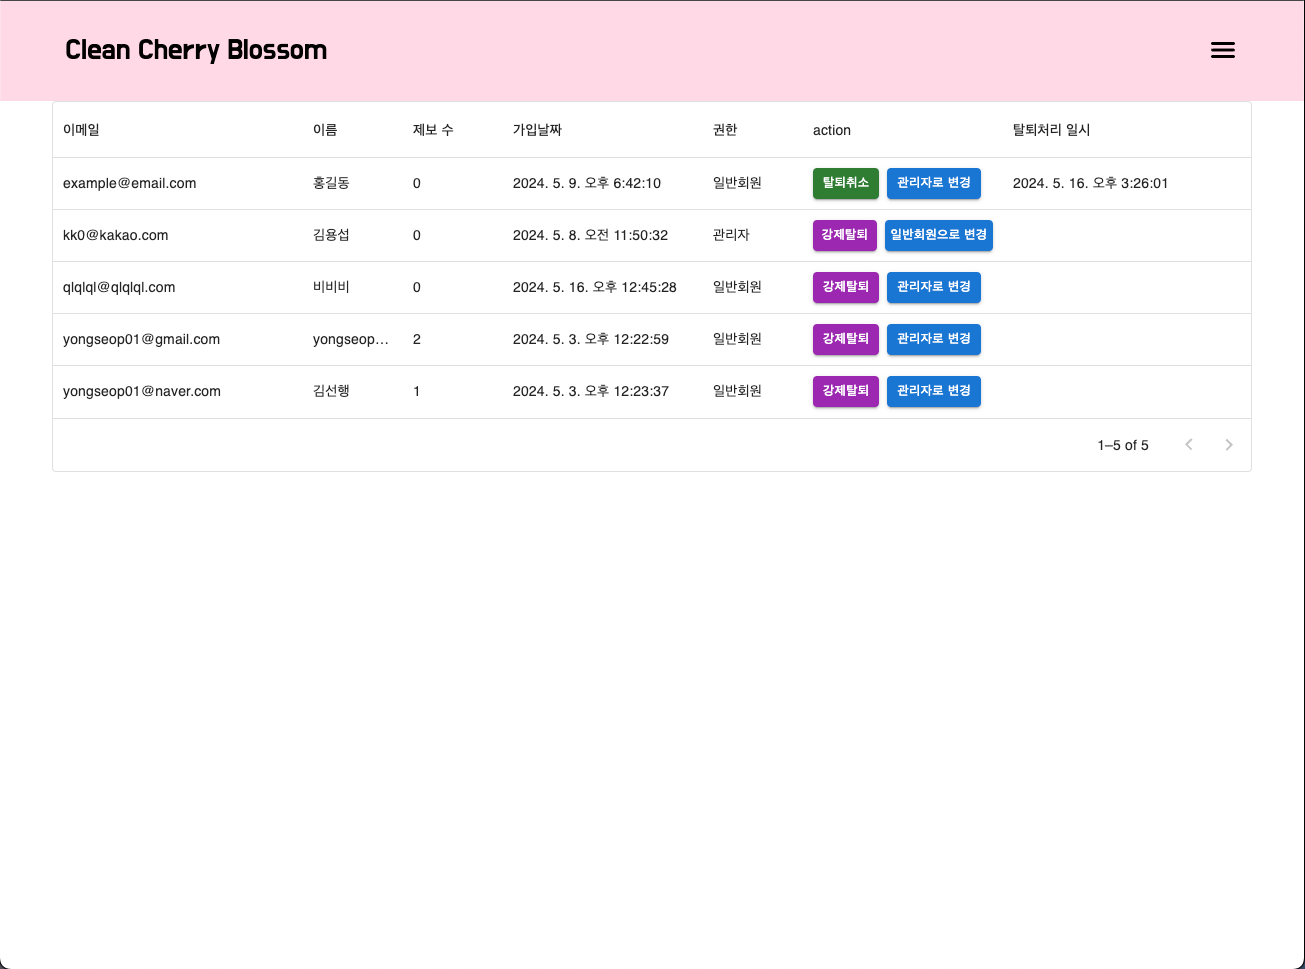 Clean Cherry Blossom
이메일 이름 제보 수 가입날짜 권한 action 탈퇴처리 일시
example@email.com 홍길동 0 2024. 5. 9. 오후 6:42:10 일반회원 탈퇴취소 관리자로 변경 2024. 5. 16. 오후 3:26:01
kk0@kakao.com 김용섭 0 2024. 5. 8. 오전 11:50:32 관리자 강제탈퇴 일반회원으로 변경
qlqlql@qlqlql.com 비비비 0 2024. 5. 16. 오후 12:45:28 일반회원 강제탈퇴 관리자로 변경
yongseop01@gmail.com yongseop... 2 2024. 5. 3. 오후 12:22:59 일반회원 강제탈퇴 관리자로 변경
yongseop01@naver.com 김선행 1 2024. 5. 3. 오후 12:23:37 일반회원 강제탈퇴 관리자로 변경
1–5 of 5